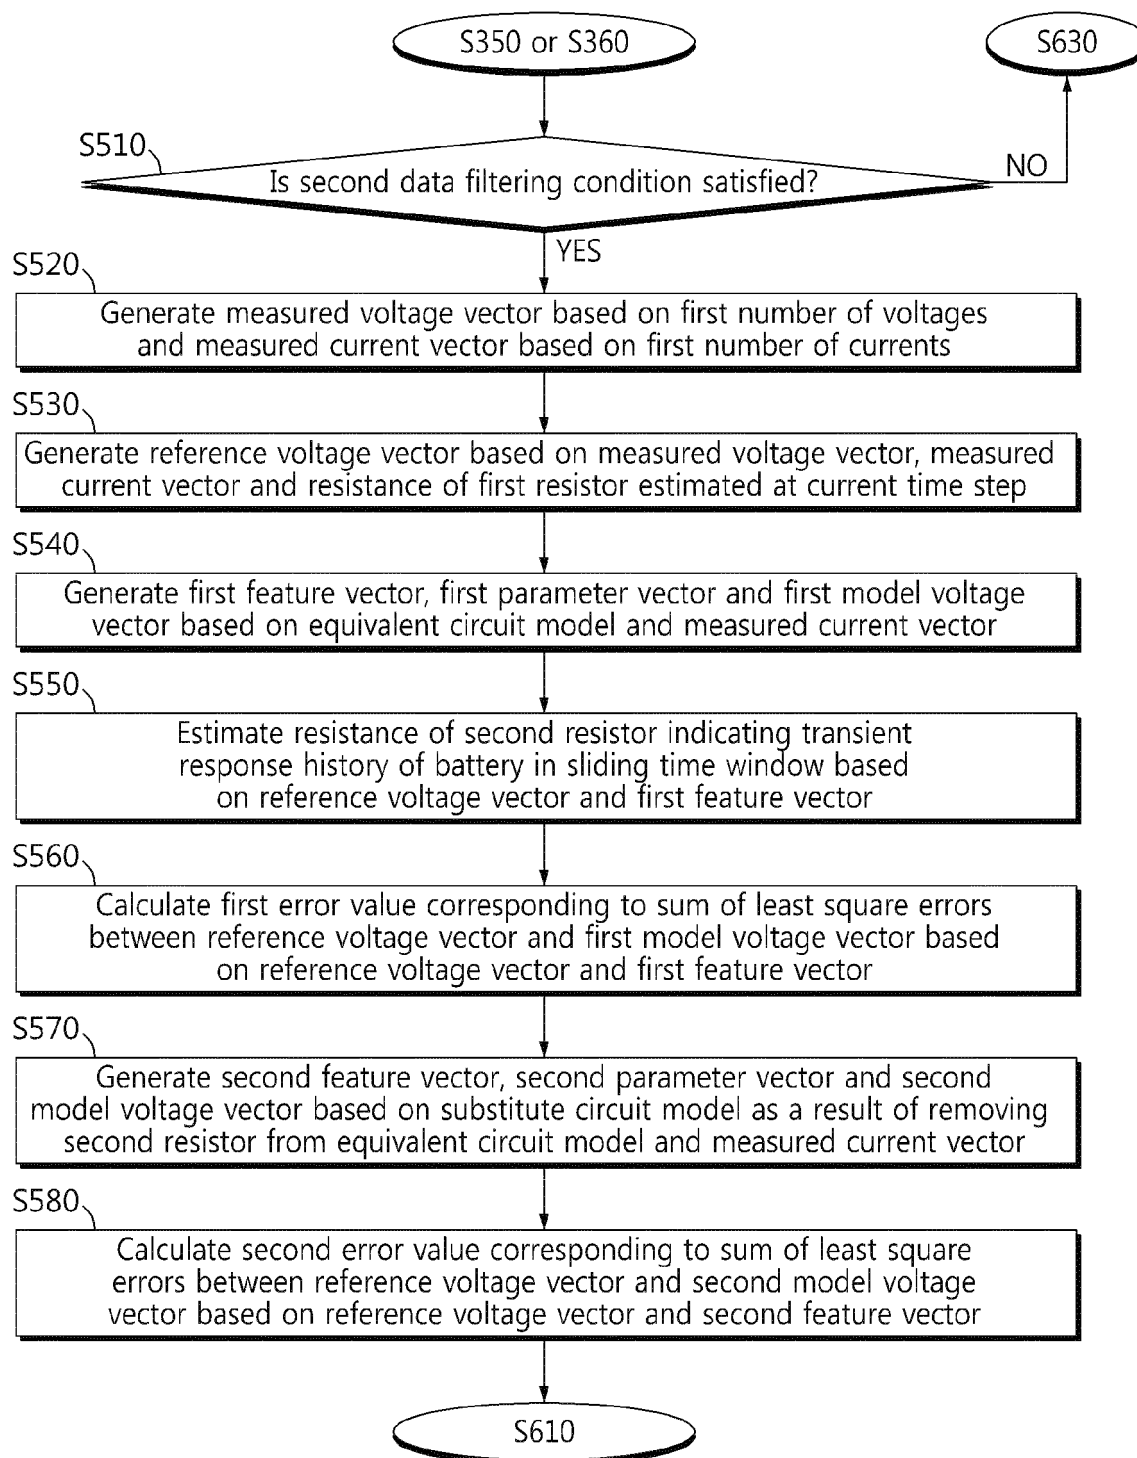 S350 or S360
S630
S510
Is second data filtering condition satisfied?
NO
YES
S520
Generate measured voltage vector based on first number of voltages
and measured current vector based on first number of currents
S530
Generate reference voltage vector based on measured voltage vector, measured
current vector and resistance of first resistor estimated at current time step
S540
Generate first feature vector, first parameter vector and first model voltage
vector based on equivalent circuit model and measured current vector
S550
Estimate resistance of second resistor indicating transient
response history of battery in sliding time window based
on reference voltage vector and first feature vector
S560
Calculate first error value corresponding to sum of least square errors
between reference voltage vector and first model voltage vector based
on reference voltage vector and first feature vector
S570
Generate second feature vector, second parameter vector and second
model voltage vector based on substitute circuit model as a result of removing
second resistor from equivalent circuit model and measured current vector
S580
Calculate second error value corresponding to sum of least square
errors between reference voltage vector and second model voltage
vector based on reference voltage vector and second feature vector
S610